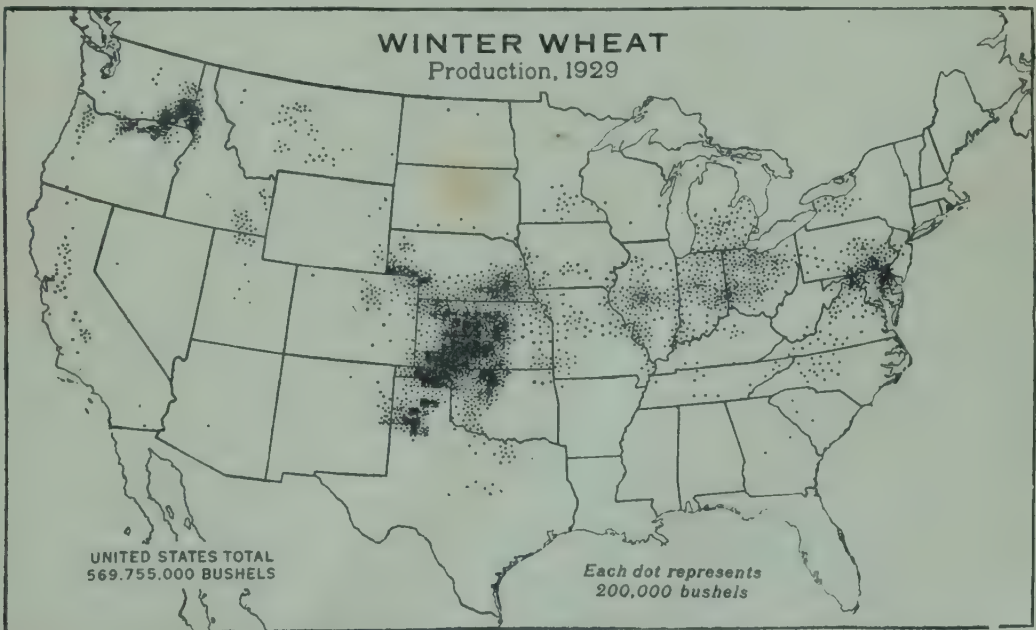 WINTER WHEAT
Production, 1929
UNITED STATES TOTAL
569.755.000 BUSHELS
Each dot represents
200,000 bushels